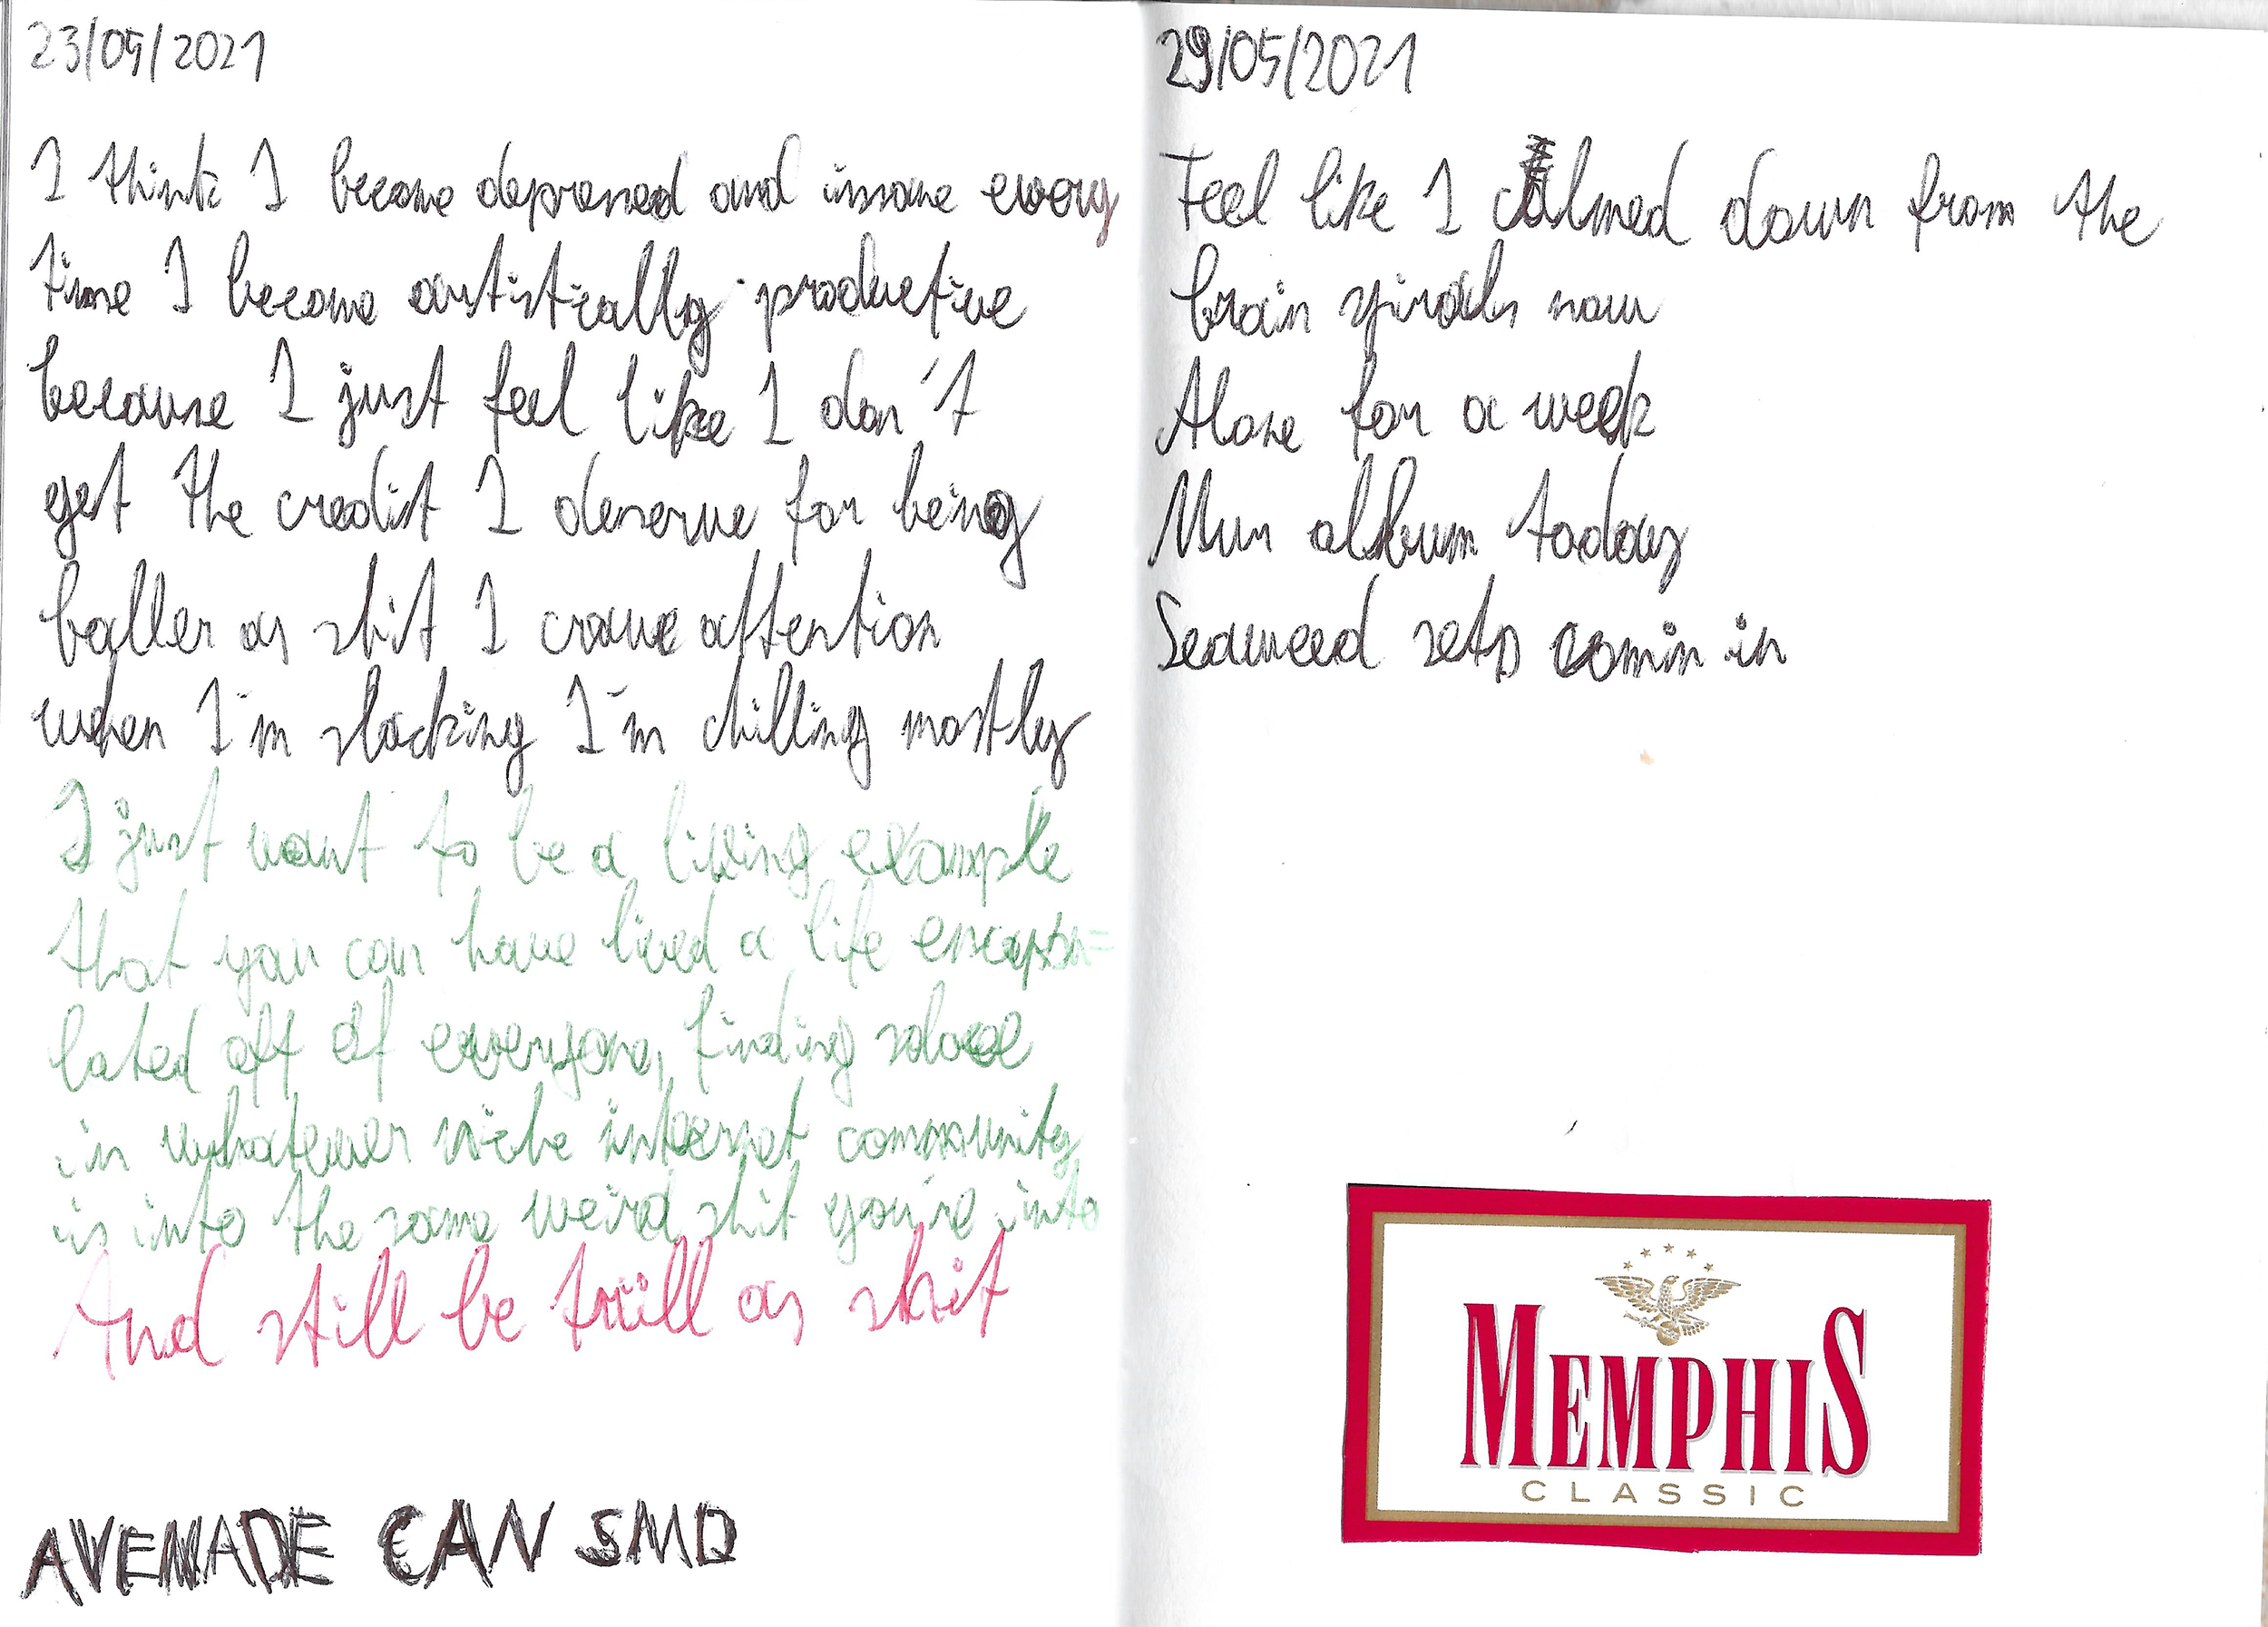 23/05/2021
I think I become depressed and insane every
time I become artistically productive
because I just feel like I don't
get the credit I deserve for being
baller as shit I crave attention
when I'm slacking I'm chilling mostly
I just want to be a living example
that you can have lived a life encapsu=
lated off of everyone, finding solace
in whatever niche internet community
is into the same weird shit you're into
And still be trill as shit
AVENADE CAN SMD
29/05/2021
Feel like I calmed down from the
brain spirals now
Alone for a week
album today
Seaweed sets comin in
MEMPHIS
CLASSIC